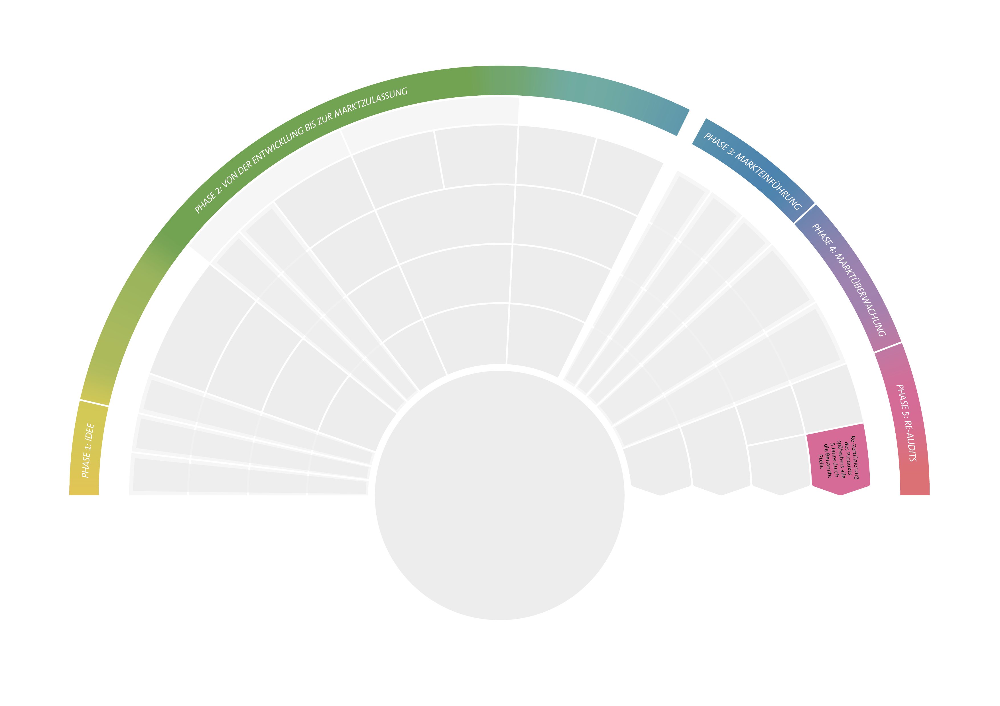 PHASE 1: IDEE
PHASE 2: VON DER ENTWICKLUNG BIS ZUR MARKTZULASSUNG
PHASE 3: MARKTEINFÜHRUNG
PHASE 4: MARKTÜBERWACHUNG
PHASE 5: RE-AUDITS
Re-Zertifizierung
des Produkts
spätestens alle
5 Jahre durch
die Benannte
Stelle